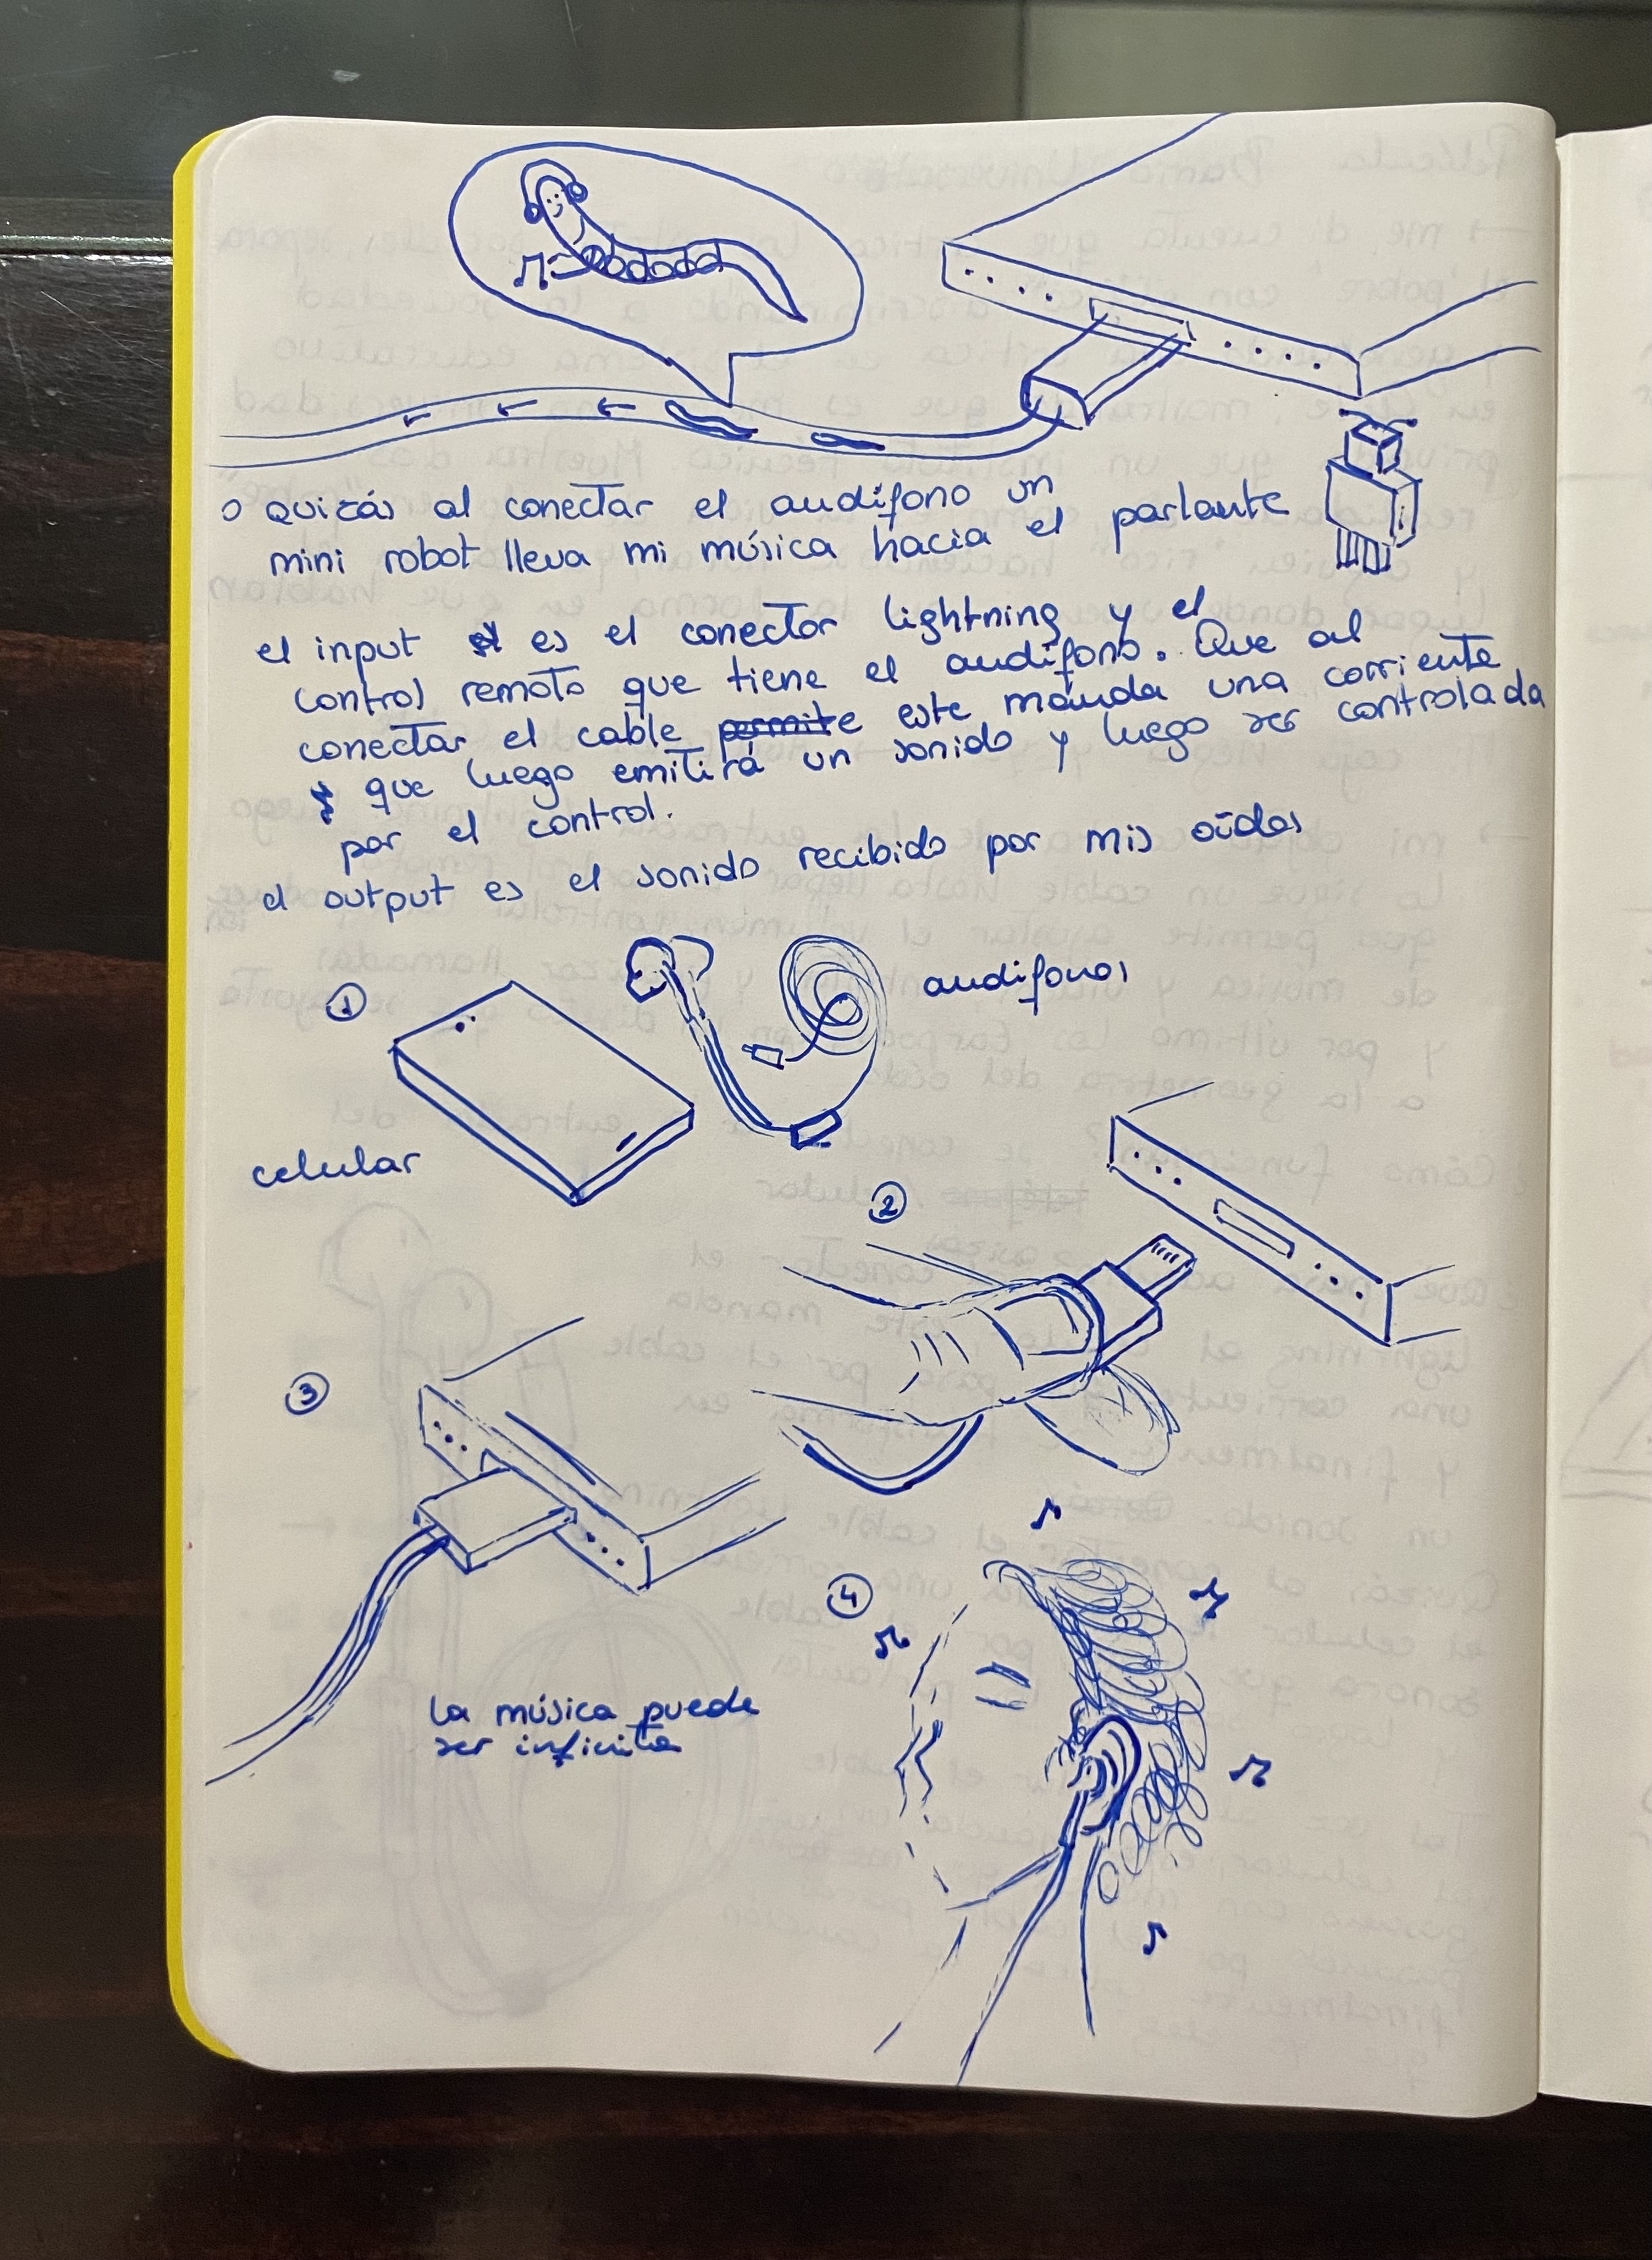 o quizás al conectar el audífono un
mini robot lleva mi música hacia el parlante
el input es el conector lightning y el
control remoto que tiene el audífono. Que al
conectar el cable permite este manda una corriente
y que luego emitirá un sonido y luego ser controlada
por el control.
el output es el sonido recibido por mis oídos
①
audífonos
celular
②
③
④
la música puede
ser infinita